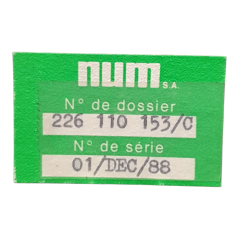 num S.A.
N° de dossier
226 110 153/C
N° de série
01/DEC/88